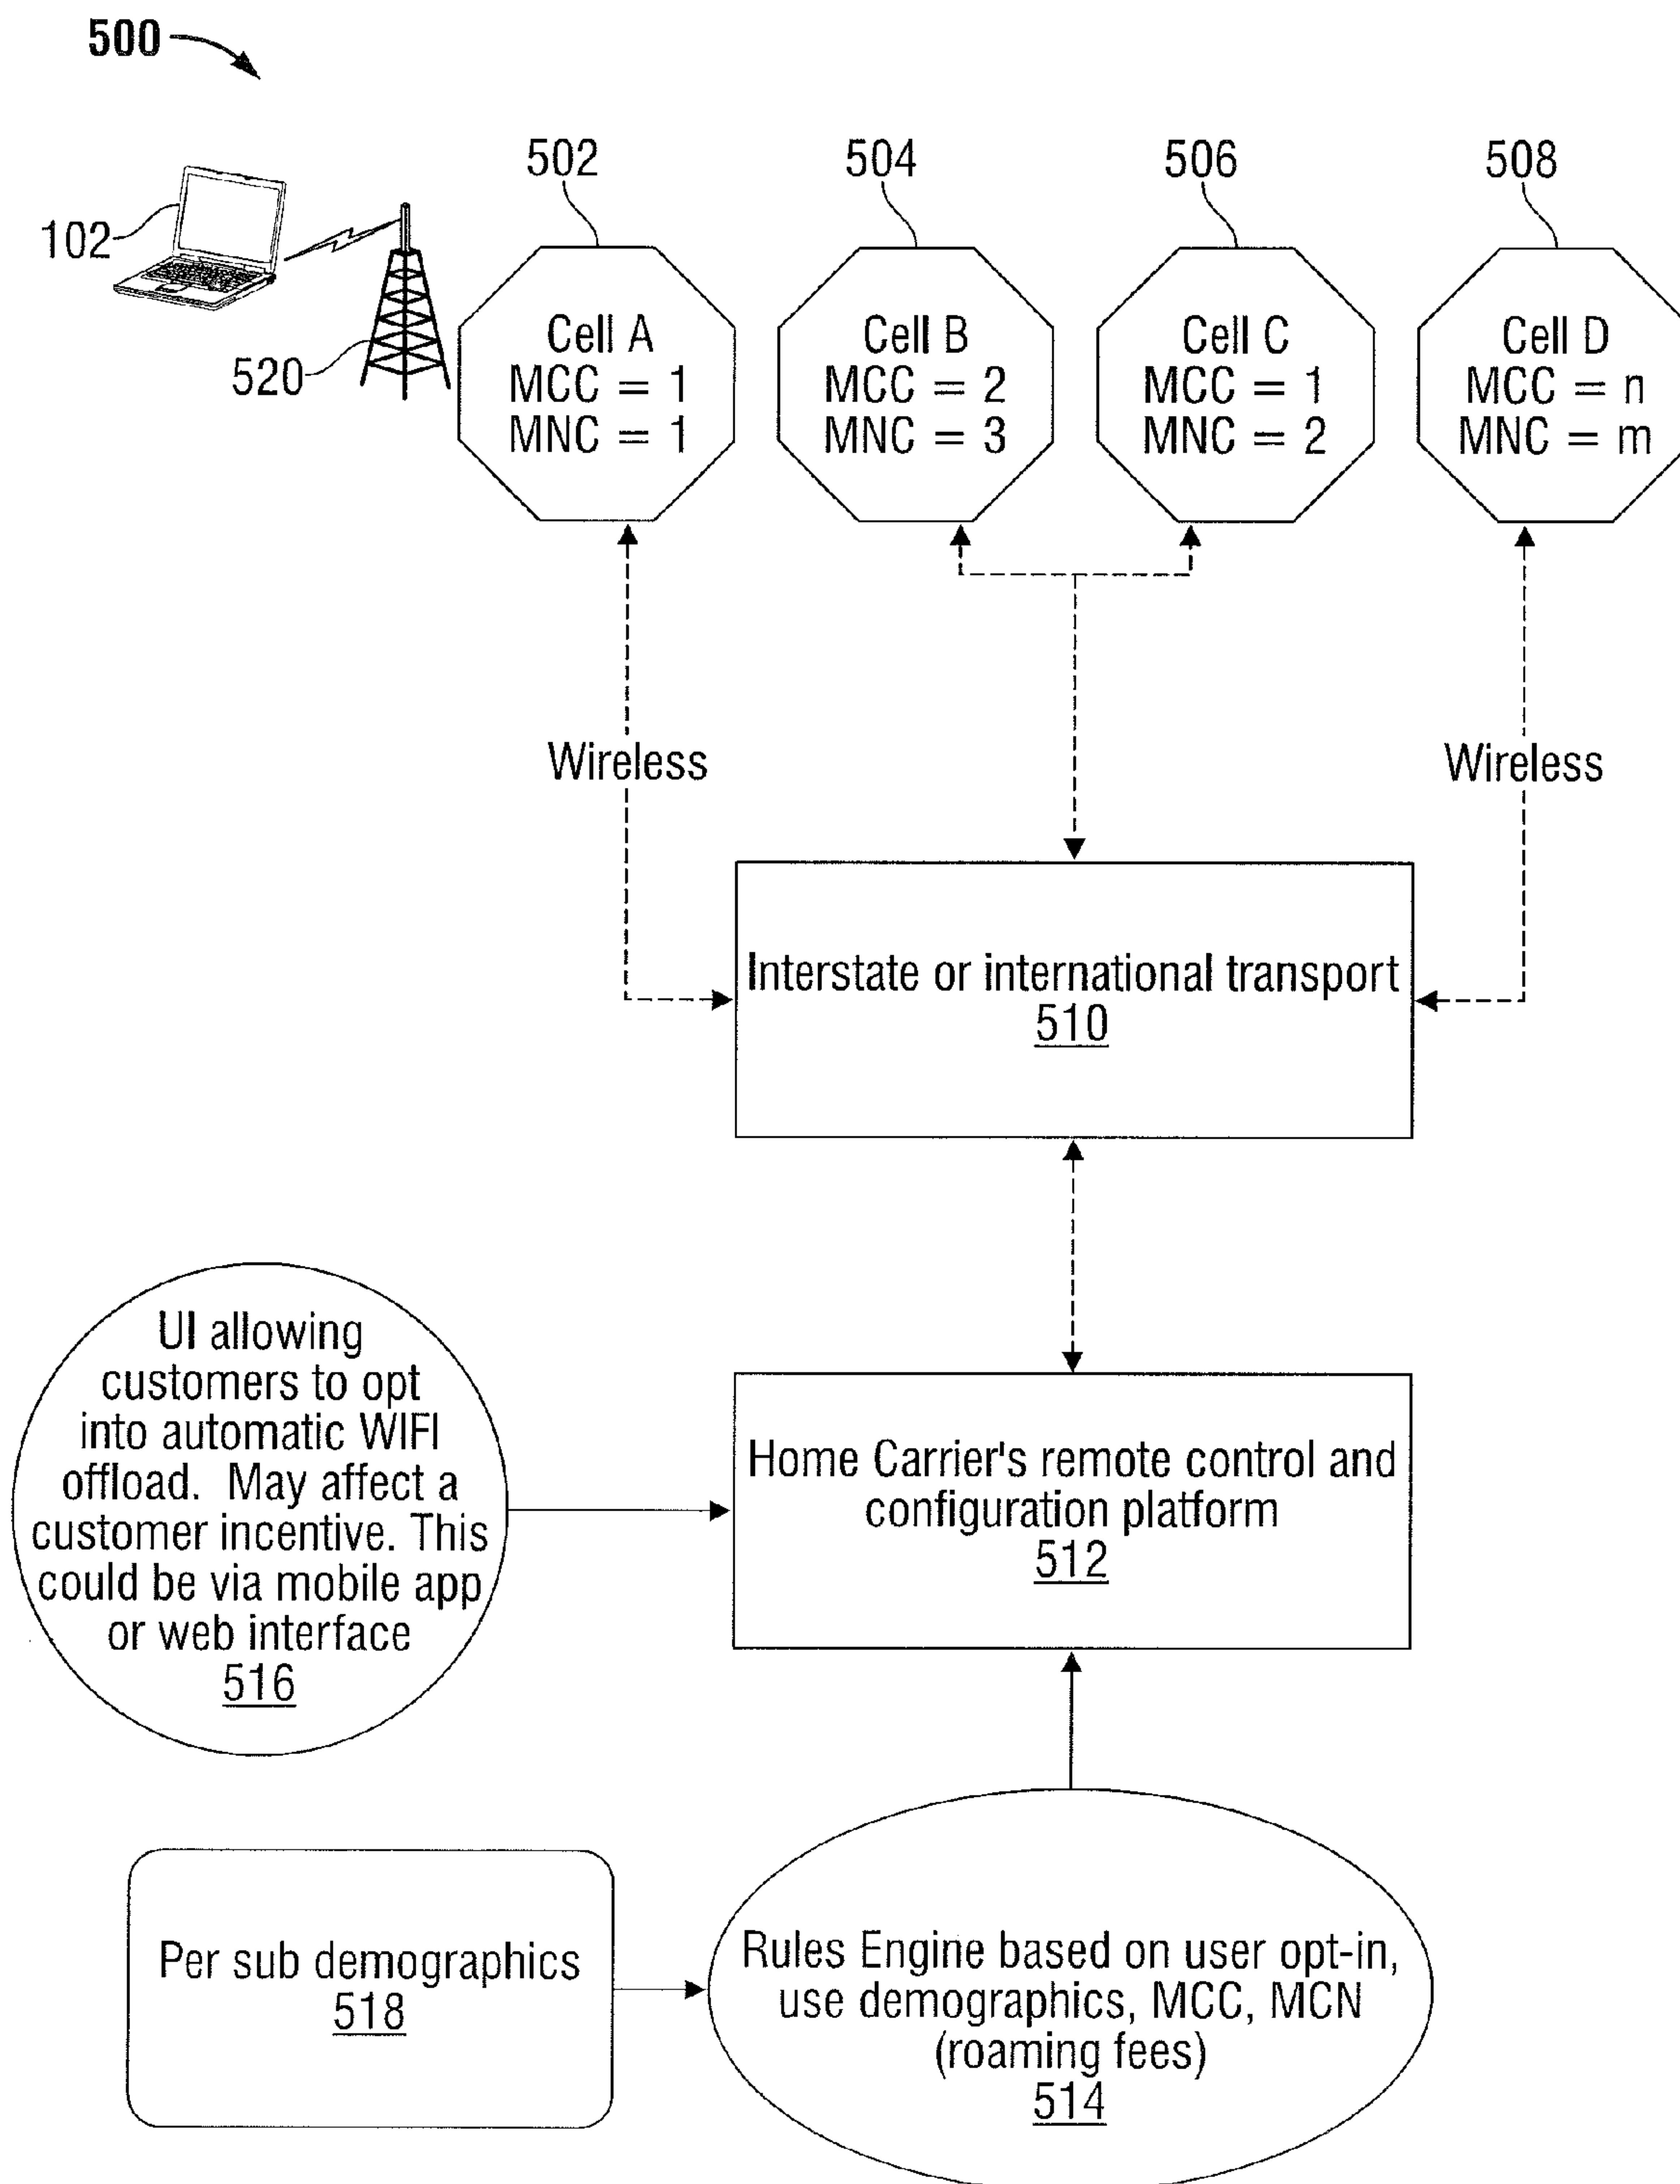 500
502
504
506
508
102
520
Cell A
MCC = 1
MNC = 1
Cell B
MCC = 2
MNC = 3
Cell C
MCC = 1
MNC = 2
Cell D
MCC = n
MNC = m
Wireless
Wireless
Interstate or international transport
510
UI allowing
customers to opt
into automatic WIFI
offload. May affect a
customer incentive. This
could be via mobile app
or web interface
516
Home Carrier's remote control and
configuration platform
512
Per sub demographics
518
Rules Engine based on user opt-in,
use demographics, MCC, MCN
(roaming fees)
514